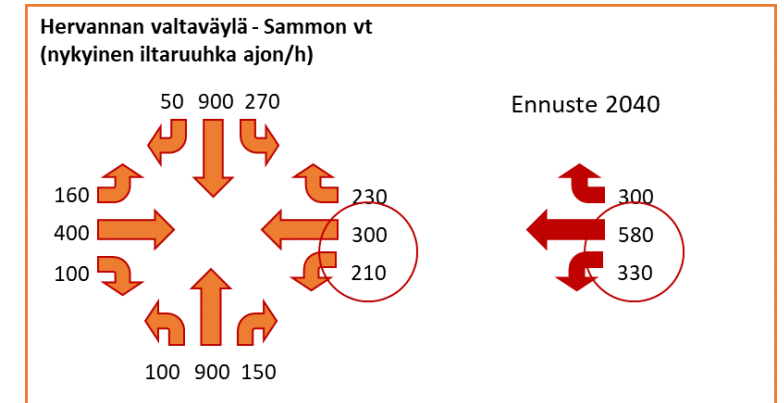 Hervannan valtaväylä - Sammon vt
(nykyinen iltaruuhka ajon/h)
50 900 270
Ennuste 2040
160
230
300
400
300
580
100
210
330
100 900 150